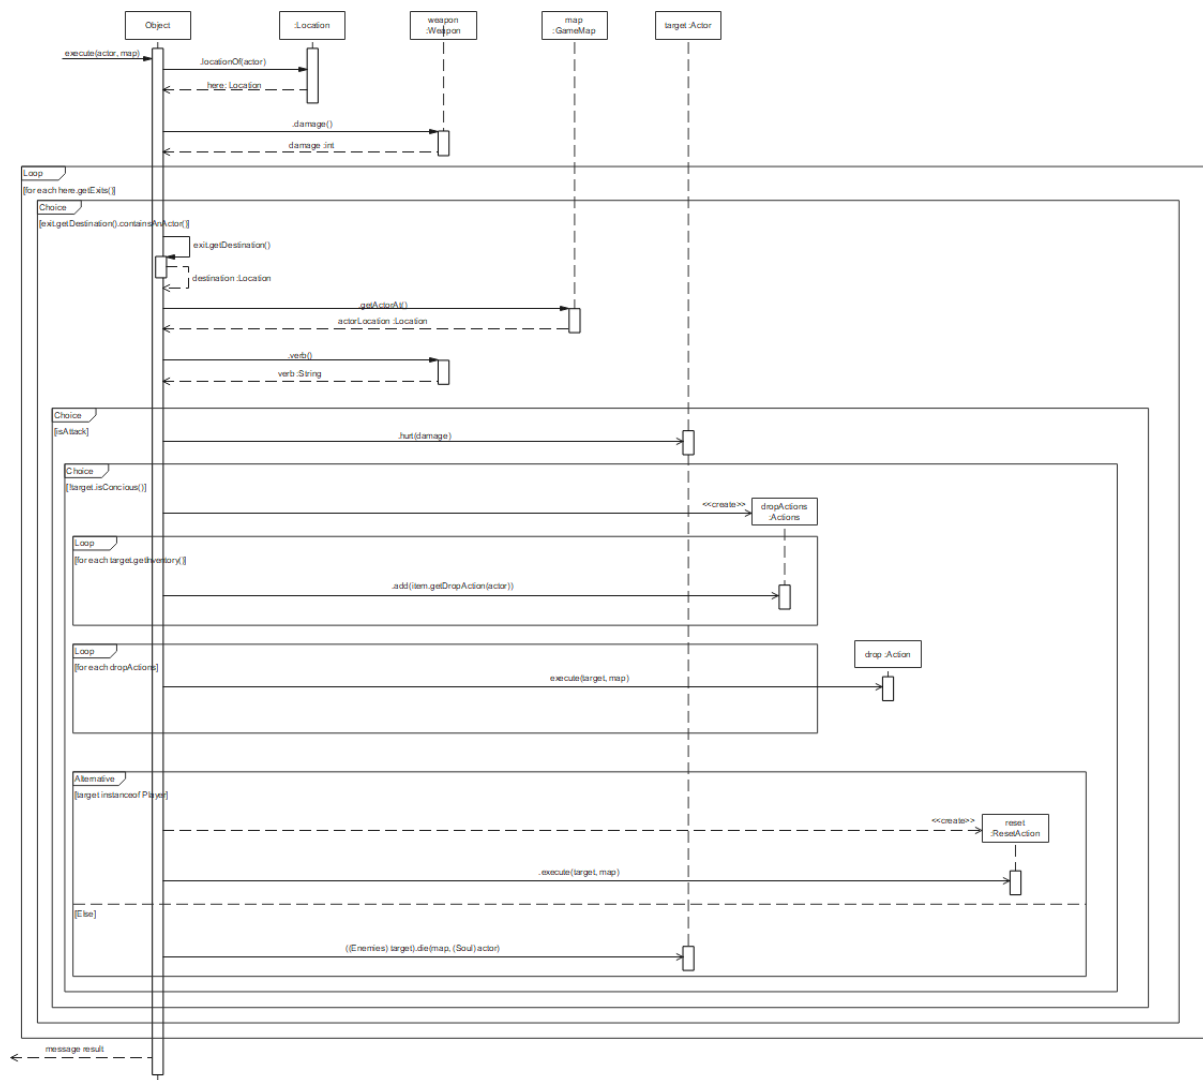 Object
:Location
weapon
:Weapon
map
:GameMap
target :Actor
execute(actor, map)
.locationOf(actor)
here: Location
.damage()
damage :int
Loop
[for each here.getExits()]
Choice
[exit.getDestination().containsAnActor()]
exit.getDestination()
destination :Location
.getActorAt()
actorLocation :Location
.verb()
verb :String
Choice
[isAttack]
.hurt(damage)
Choice
[!target.isConcious()]
<<create>>
dropActions
:Actions
Loop
[for each target.getInventory()]
.add(item.getDropAction(actor))
Loop
[for each dropActions]
drop :Action
execute(target, map)
Alternative
[target instanceof Player]
<<create>>
reset
:ResetAction
.execute(target, map)
[Else]
((Enemies) target).die(map, (Soul) actor)
message result